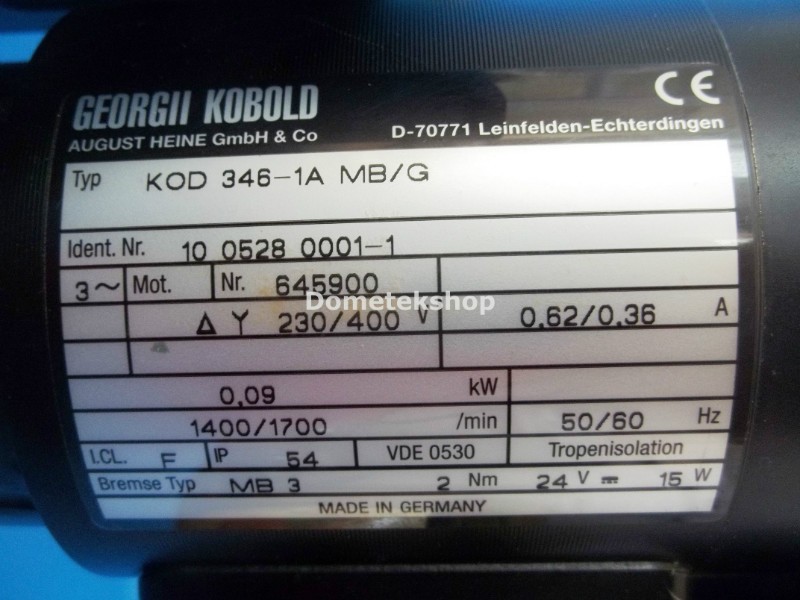 GEORGII KOBOLD CE
AUGUST HEINE GmbH & Co D-70771 Leinfelden-Echterdingen
Typ KOD 346-1A MB/G
Ident. Nr. 10 0528 0001-1
3~ Mot. Nr. 645900
Dometekshop
Δ Y 230/400 V 0,62/0,36 A
0,09 kW
1400/1700 /min 50/60 Hz
I.CL. F IP 54 VDE 0530 Tropenisolation
Bremse Typ MB 3 2 Nm 24 V ⎓ 15 W
MADE IN GERMANY